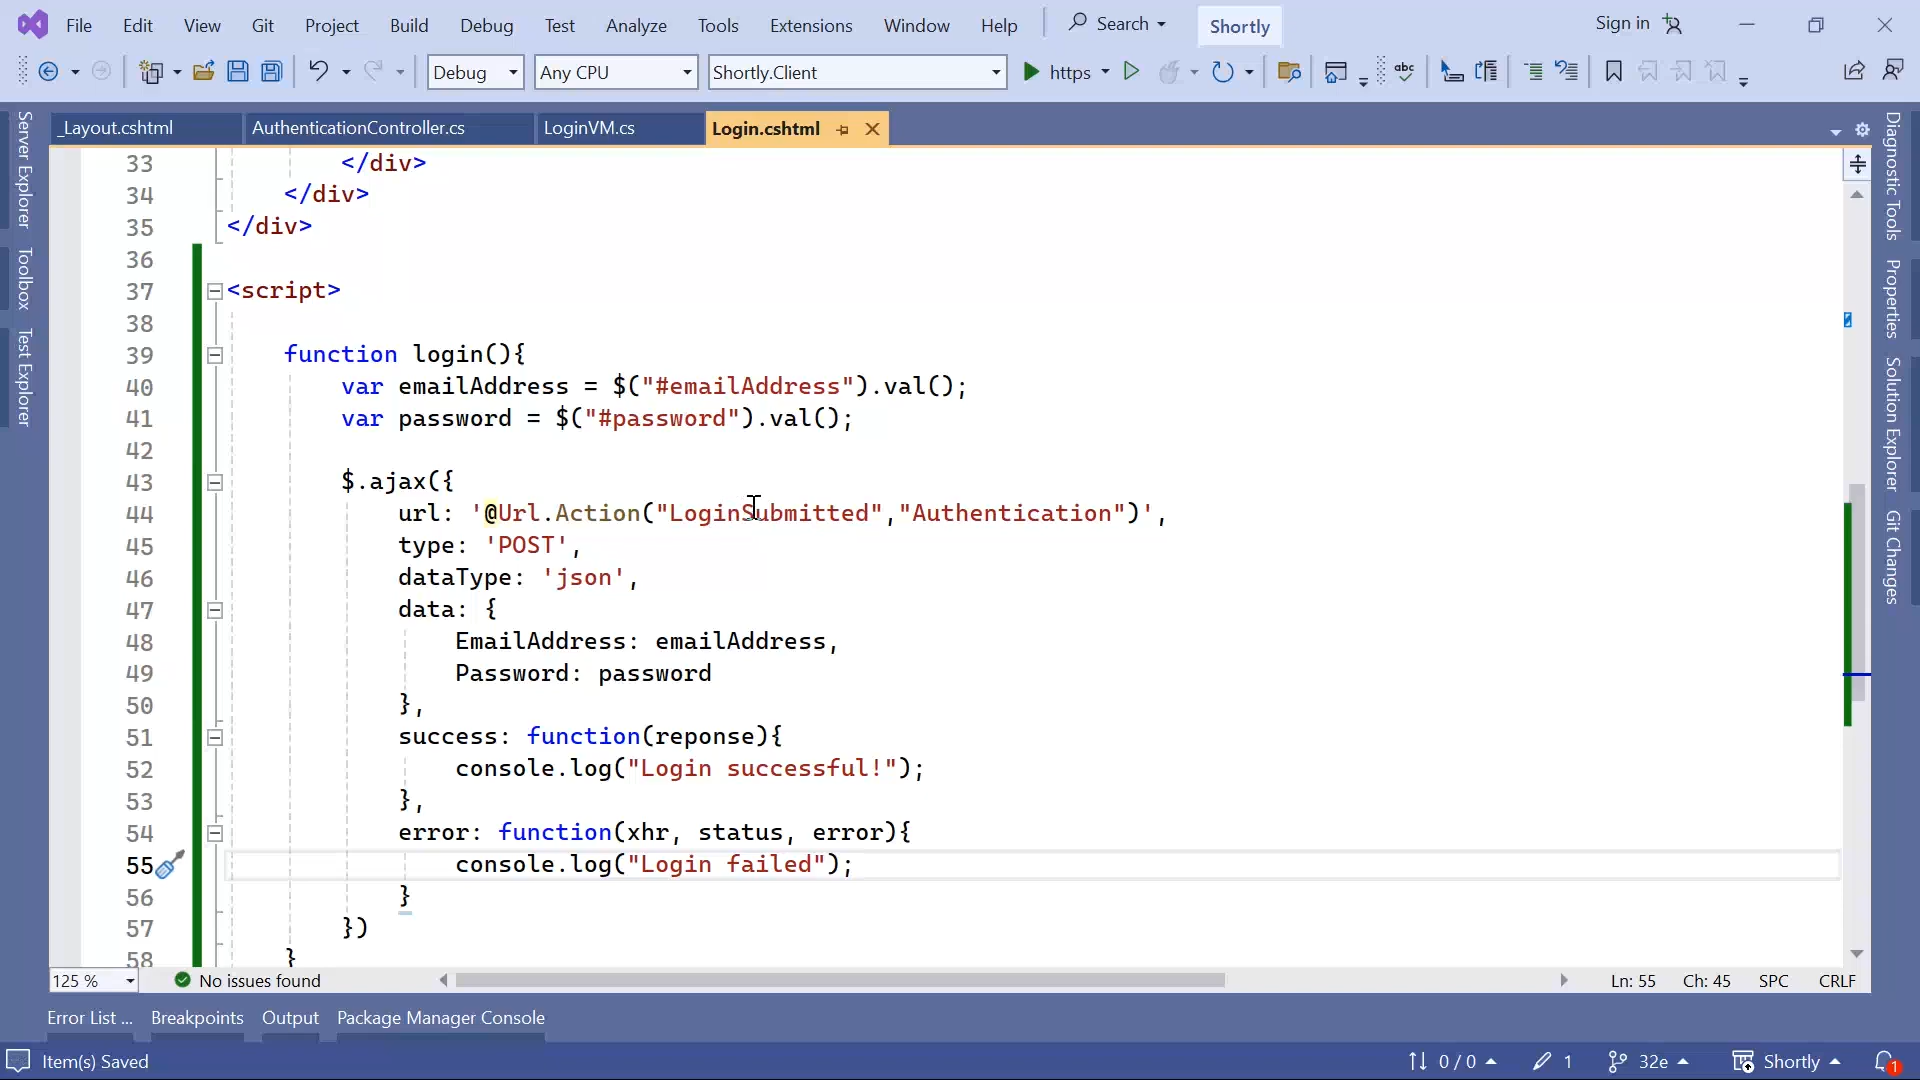 File Edit View Git Project Build Debug Test Analyze Tools Extensions Window Help Search Shortly Sign in
Debug Any CPU Shortly.Client https abc
_Layout.cshtml AuthenticationController.cs LoginVM.cs Login.cshtml
Server Explorer
Toolbox
Test Explorer
33 </div>
34 </div>
35 </div>
36
37 <script>
38
39 function login(){
40 var emailAddress = $("#emailAddress").val();
41 var password = $("#password").val();
42
43 $.ajax({
44 url: '@Url.Action("LoginSubmitted","Authentication")',
45 type: 'POST',
46 dataType: 'json',
47 data: {
48 EmailAddress: emailAddress,
49 Password: password
50 },
51 success: function(reponse){
52 console.log("Login successful!");
53 },
54 error: function(xhr, status, error){
55 console.log("Login failed");
56 }
57 })
58 }
Diagnostic Tools
Properties
Solution Explorer
Git Changes
125 % No issues found Ln: 55 Ch: 45 SPC CRLF
Error List ... Breakpoints Output Package Manager Console
Item(s) Saved 0 / 0 1 32e Shortly 1